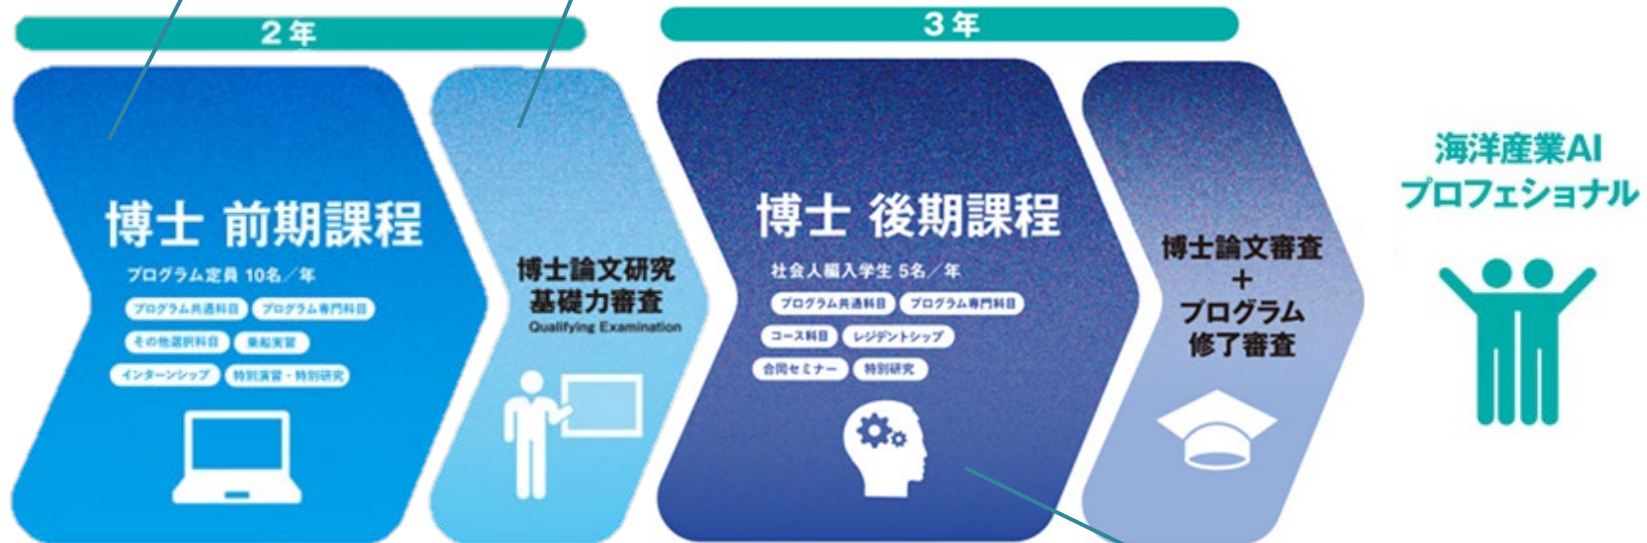 2年
博士 前期課程
プログラム定員 10名／年
プログラム共通科目 プログラム専門科目
その他選択科目 乗船実習
インターンシップ 特別演習・特別研究
博士論文研究
基礎力審査
Qualifying Examination
3年
博士 後期課程
社会人編入学生 5名／年
プログラム共通科目 プログラム専門科目
コース科目 レジデントシップ
合同セミナー 特別研究
博士論文審査
+
プログラム
修了審査
海洋産業AI
プロフェショナル